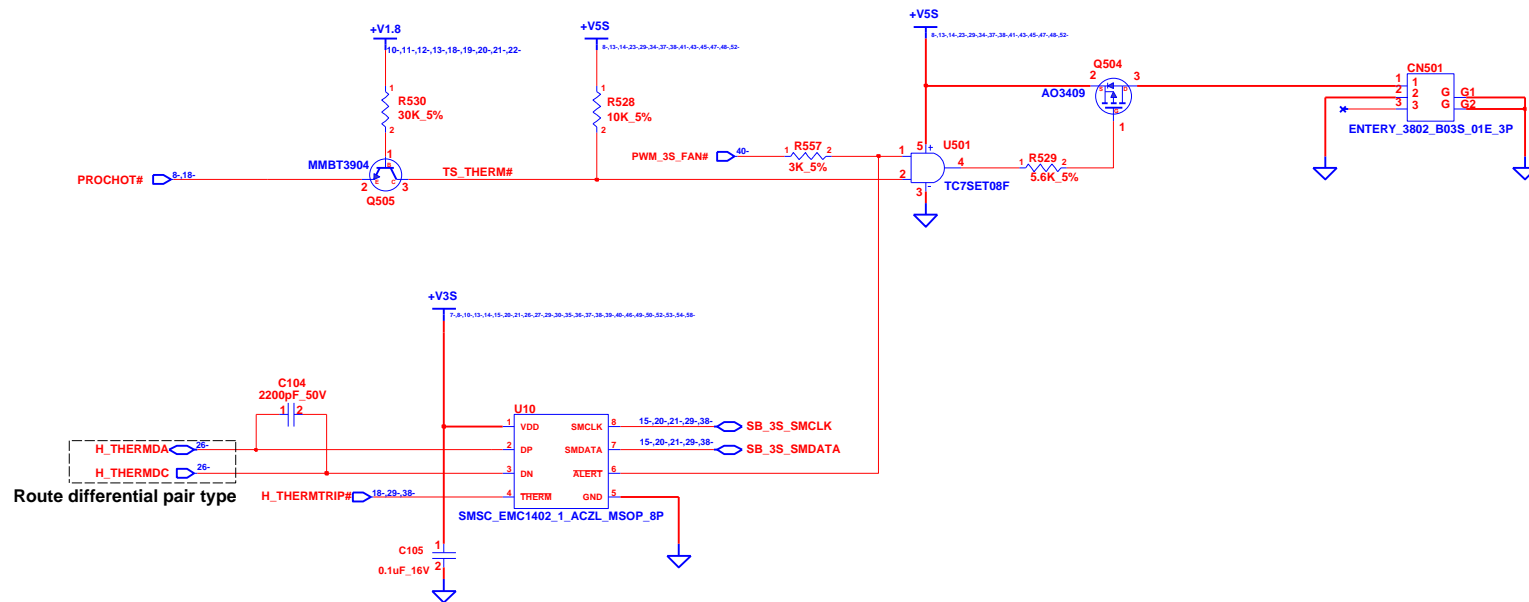 +V1.8
10-,11-,12-,13-,18-,19-,20-,21-,22-
1
R530
30K_5%
2
1
MMBT3904
B
E
C
PROCHOT#
8-,18-
2
3
Q505
TS_THERM#
+V5S
8-,13-,14-,23-,29-,34-,37-,38-,41-,43-,45-,47-,48-,52-
1
R528
10K_5%
2
PWM_3S_FAN#
40-
R557
1
2
3K_5%
+V5S
8-,13-,14-,23-,29-,34-,37-,38-,41-,43-,45-,47-,48-,52-
5
+
U501
1
2
4
-
3
TC7SET08F
R529
1
2
5.6K_5%
Q504
2
3
S
D
G
AO3409
1
CN501
1
1
2
2
3
3
G
G1
G
G2
ENTERY_3802_B03S_01E_3P
+V3S
7-,8-,10-,13-,14-,15-,20-,21-,26-,27-,29-,30-,35-,36-,37-,38-,39-,40-,46-,49-,50-,52-,53-,54-,58-
C104
2200pF_50V
1
2
H_THERMDA
26-
H_THERMDC
26-
Route differential pair type
H_THERMTRIP#
18-,29-,38-
U10
1
VDD
SMCLK
8
15-,20-,21-,29-,38-
SB_3S_SMCLK
2
DP
SMDATA
7
15-,20-,21-,29-,38-
SB_3S_SMDATA
3
DN
ALERT
6
4
THERM
GND
5
SMSC_EMC1402_1_ACZL_MSOP_8P
C105
1
2
0.1uF_16V